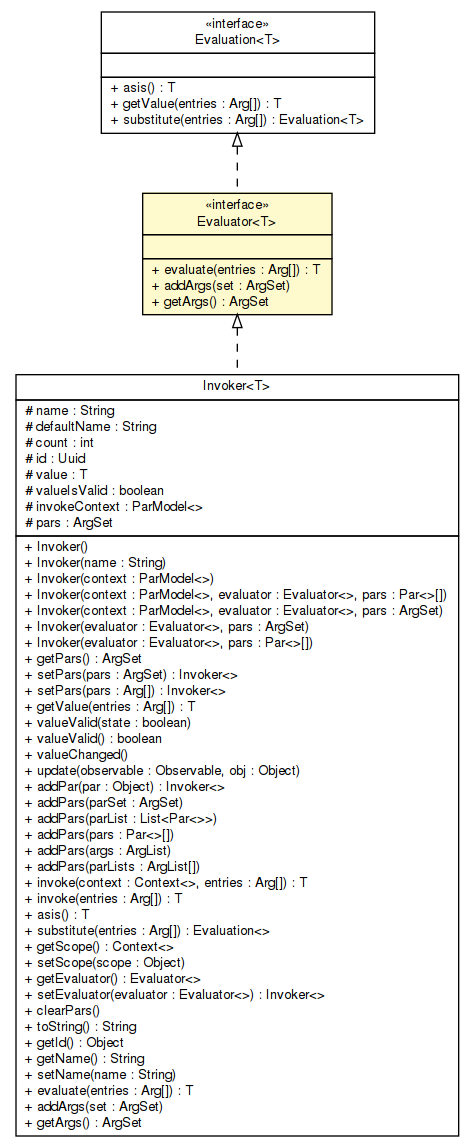 «interface»
Evaluation<T>
+ asis() : T
+ getValue(entries : Arg[]) : T
+ substitute(entries : Arg[]) : Evaluation<T>
«interface»
Evaluator<T>
+ evaluate(entries : Arg[]) : T
+ addArgs(set : ArgSet)
+ getArgs() : ArgSet
Invoker<T>
# name : String
# defaultName : String
# count : int
# id : Uuid
# value : T
# valueIsValid : boolean
# invokeContext : ParModel<>
# pars : ArgSet
+ Invoker()
+ Invoker(name : String)
+ Invoker(context : ParModel<>)
+ Invoker(context : ParModel<>, evaluator : Evaluator<>, pars : Par<>[])
+ Invoker(context : ParModel<>, evaluator : Evaluator<>, pars : ArgSet)
+ Invoker(evaluator : Evaluator<>, pars : ArgSet)
+ Invoker(evaluator : Evaluator<>, pars : Par<>[])
+ getPars() : ArgSet
+ setPars(pars : ArgSet) : Invoker<>
+ setPars(pars : Arg[]) : Invoker<>
+ getValue(entries : Arg[]) : T
+ valueValid(state : boolean)
+ valueValid() : boolean
+ valueChanged()
+ update(observable : Observable, obj : Object)
+ addPar(par : Object) : Invoker<>
+ addPars(parSet : ArgSet)
+ addPars(parList : List<Par<>>)
+ addPars(pars : Par<>[])
+ addPars(args : ArgList)
+ addPars(parLists : ArgList[])
+ invoke(context : Context<>, entries : Arg[]) : T
+ invoke(entries : Arg[]) : T
+ asis() : T
+ substitute(entries : Arg[]) : Evaluation<>
+ getScope() : Context<>
+ setScope(scope : Object)
+ getEvaluator() : Evaluator<>
+ setEvaluator(evaluator : Evaluator<>) : Invoker<>
+ clearPars()
+ toString() : String
+ getId() : Object
+ getName() : String
+ setName(name : String)
+ evaluate(entries : Arg[]) : T
+ addArgs(set : ArgSet)
+ getArgs() : ArgSet